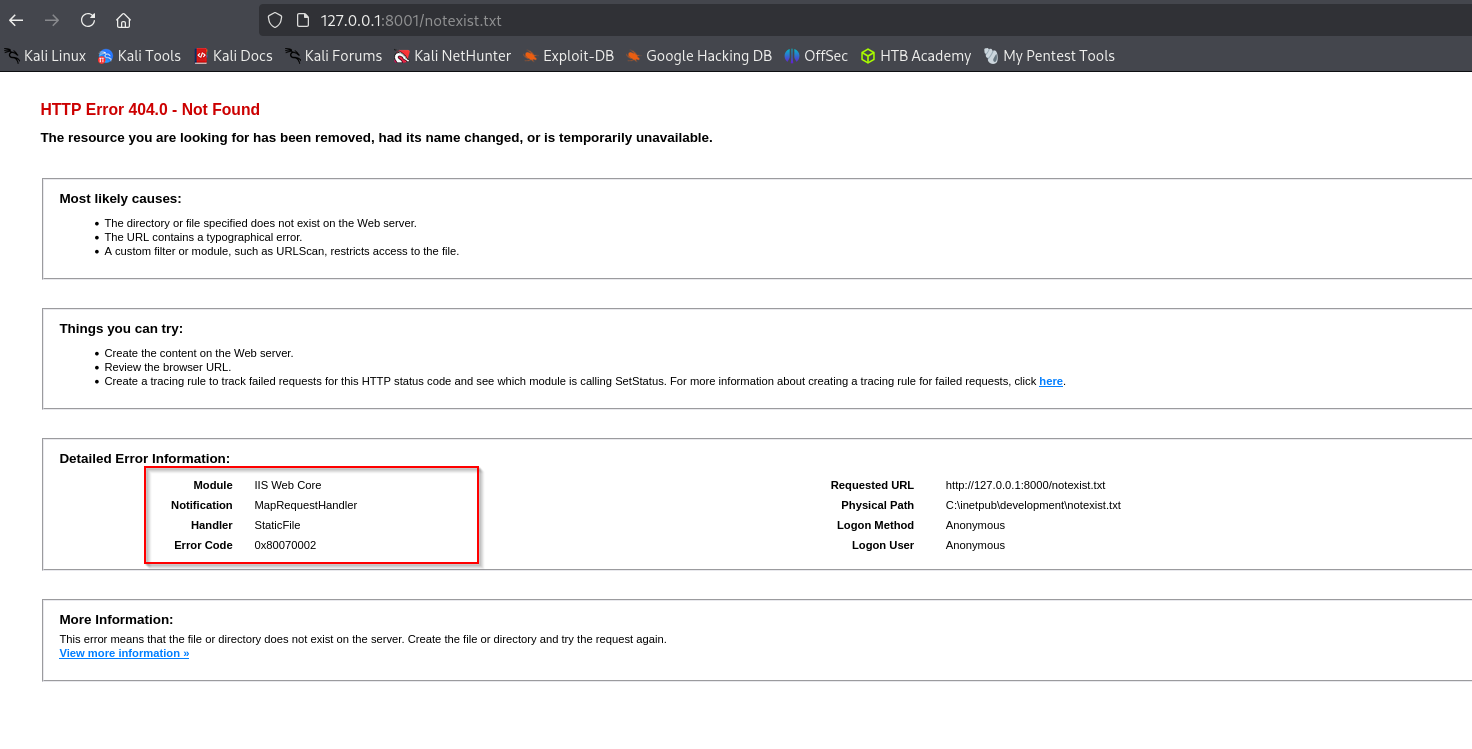 127.0.0.1:8001/notexist.txt
Kali Linux Kali Tools Kali Docs Kali Forums Kali NetHunter Exploit-DB Google Hacking DB OffSec HTB Academy My Pentest Tools
HTTP Error 404.0 - Not Found
The resource you are looking for has been removed, had its name changed, or is temporarily unavailable.
Most likely causes:
• The directory or file specified does not exist on the Web server.
• The URL contains a typographical error.
• A custom filter or module, such as URLScan, restricts access to the file.
Things you can try:
• Create the content on the Web server.
• Review the browser URL.
• Create a tracing rule to track failed requests for this HTTP status code and see which module is calling SetStatus. For more information about creating a tracing rule for failed requests, click here.
Detailed Error Information:
Module IIS Web Core
Notification MapRequestHandler
Handler StaticFile
Error Code 0x80070002
Requested URL http://127.0.0.1:8000/notexist.txt
Physical Path C:\inetpub\development\notexist.txt
Logon Method Anonymous
Logon User Anonymous
More Information:
This error means that the file or directory does not exist on the server. Create the file or directory and try the request again.
View more information »